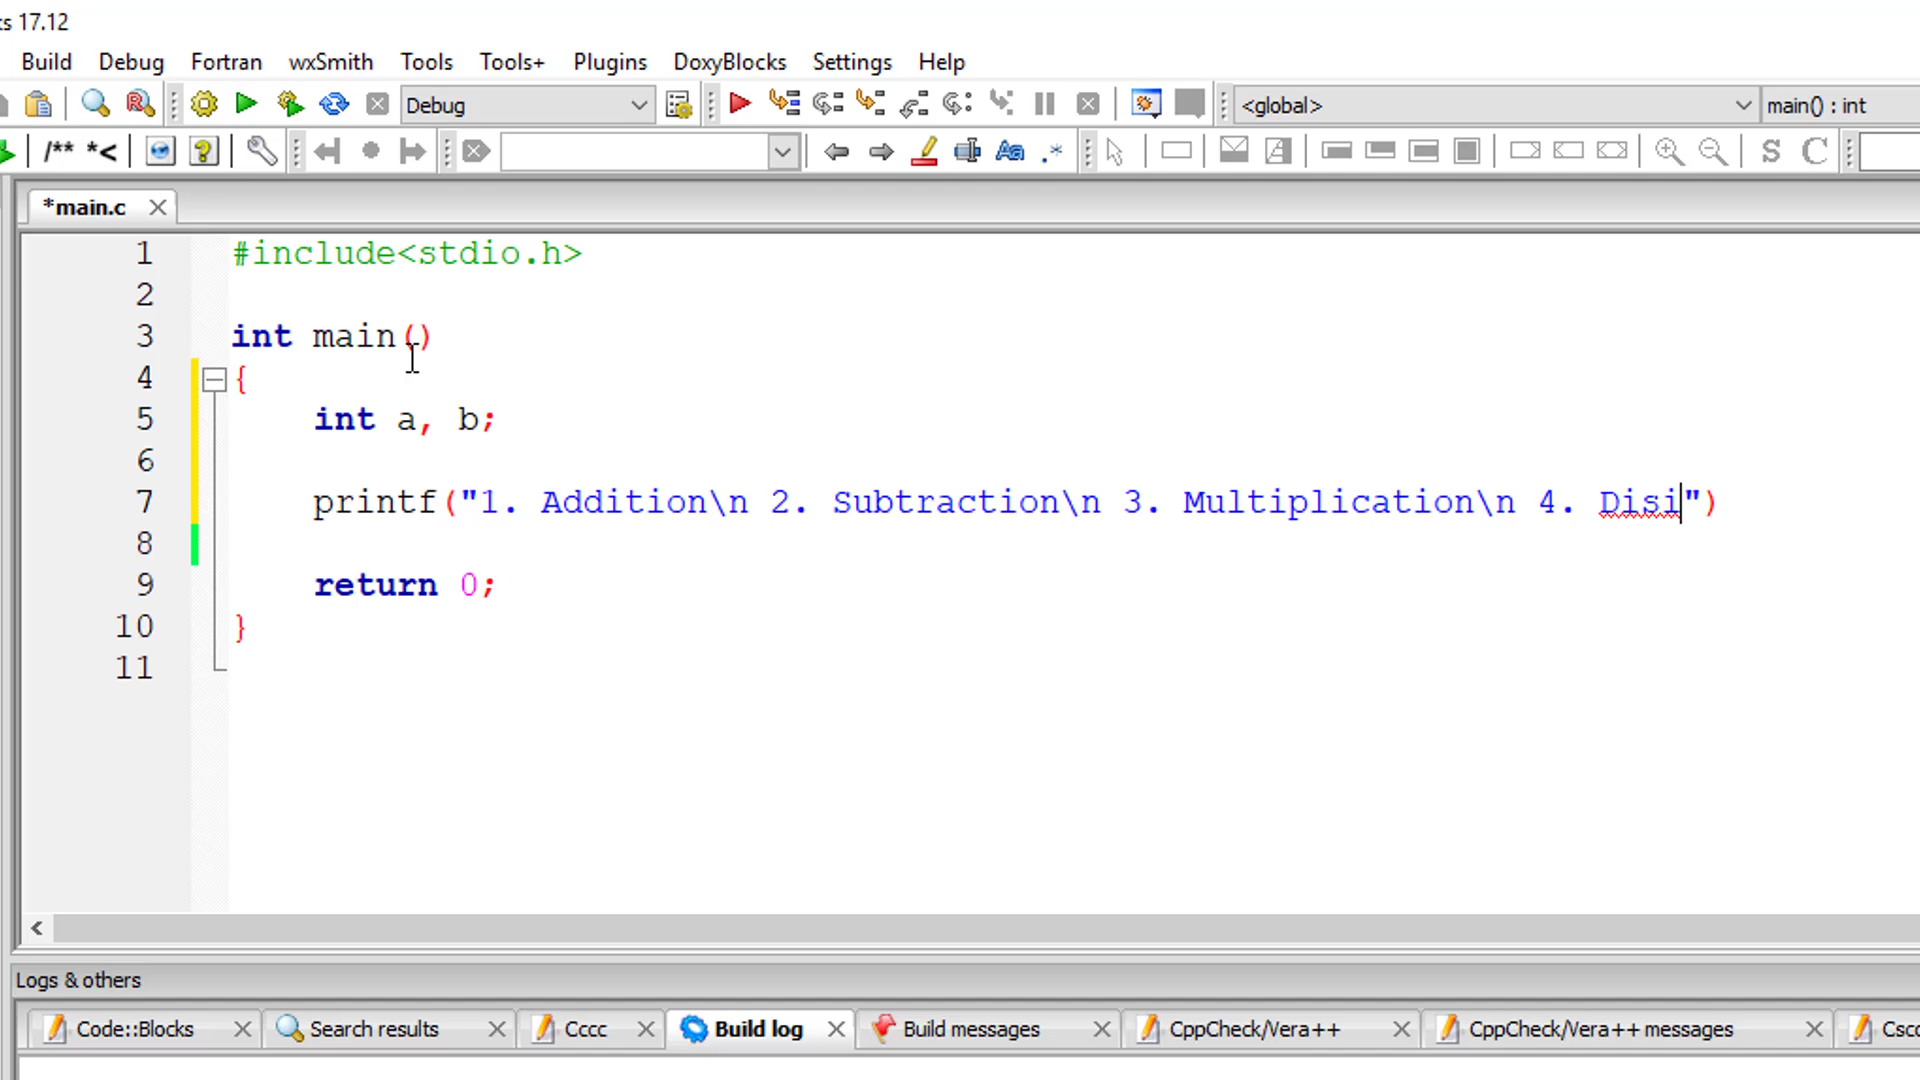 ks 17.12
Build Debug Fortran wxSmith Tools Tools+ Plugins DoxyBlocks Settings Help
Debug <global> main() : int
/** *< Aa .* S C
*main.c
1 #include<stdio.h>
2
3 int main()
4 {
5 int a, b;
6
7 printf("1. Addition\n 2. Subtraction\n 3. Multiplication\n 4. Disi")
8
9 return 0;
10 }
11
Logs & others
Code::Blocks Search results Cccc Build log Build messages CppCheck/Vera++ CppCheck/Vera++ messages Csco